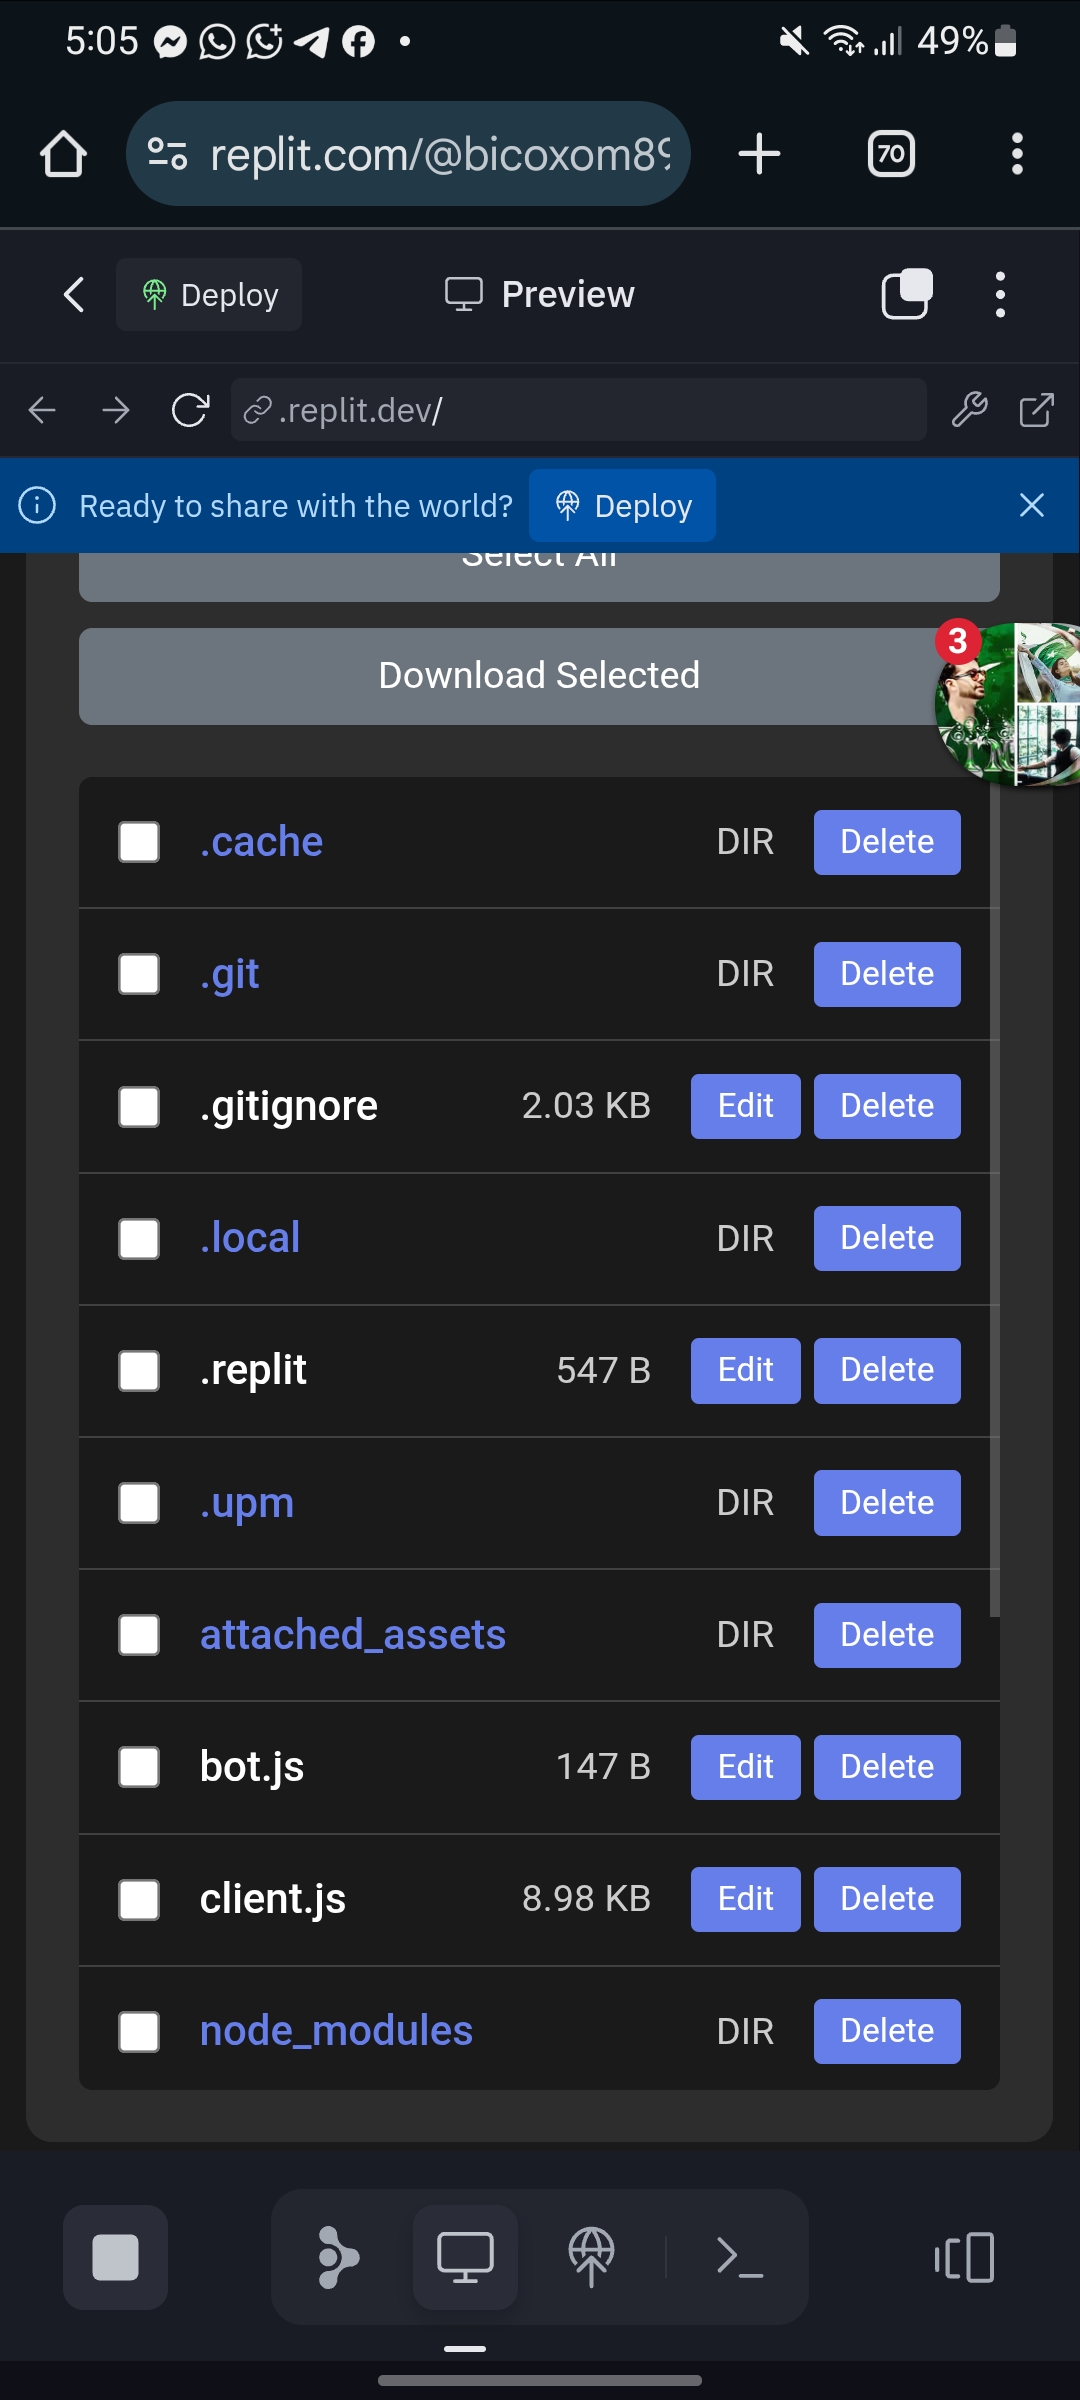 5:05
49%
replit.com/@bicoxom89
70
Deploy
Preview
.replit.dev/
Ready to share with the world?
Deploy
Select All
Download Selected
3
.cache DIR Delete
.git DIR Delete
.gitignore 2.03 KB Edit Delete
.local DIR Delete
.replit 547 B Edit Delete
.upm DIR Delete
attached_assets DIR Delete
bot.js 147 B Edit Delete
client.js 8.98 KB Edit Delete
node_modules DIR Delete